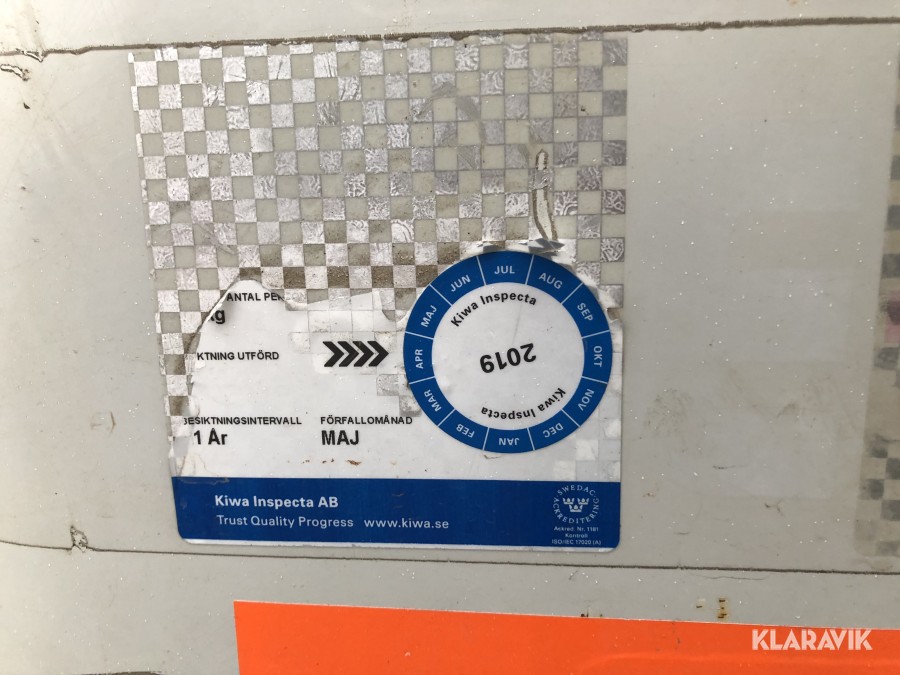 ANTAL PE
kg
KTNING UTFÖRD
BESIKTNINGSINTERVALL
1 År
FÖRFALLOMÅNAD
MAJ
JAN
FEB
MAR
APR
MAJ
JUN
JUL
AUG
SEP
OKT
NOV
DEC
Kiwa Inspecta
2019
Kiwa Inspecta
Kiwa Inspecta AB
Trust Quality Progress www.kiwa.se
SWEDAC
ACKREDITERING
Ackred. Nr. 1181
Kontroll
ISO/IEC 17020 (A)
KLARAVIK